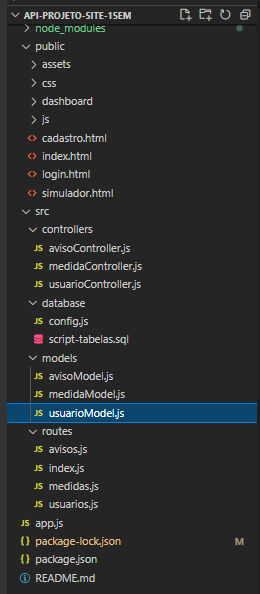 API-PROJETO-SITE-1SEM
node_modules
public
assets
css
dashboard
js
cadastro.html
index.html
login.html
simulador.html
src
controllers
JS avisoController.js
JS medidaController.js
JS usuarioController.js
database
JS config.js
script-tabelas.sql
models
JS avisoModel.js
JS medidaModel.js
JS usuarioModel.js
routes
JS avisos.js
JS index.js
JS medidas.js
JS usuarios.js
JS app.js
{} package-lock.json M
{} package.json
README.md